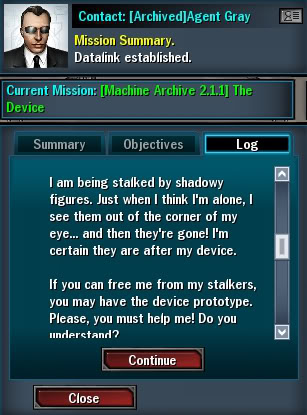 Contact: [Archived]Agent Gray
Mission Summary.
Datalink established.
Current Mission: [Machine Archive 2.1.1] The
Device
Summary
Objectives
Log
I am being stalked by shadowy
figures. Just when I think I'm alone, I
see them out of the corner of my
eye... and then they're gone! I'm
certain they are after my device.
If you can free me from my stalkers,
you may have the device prototype.
Please, you must help me! Do you
understand?
Continue
Close